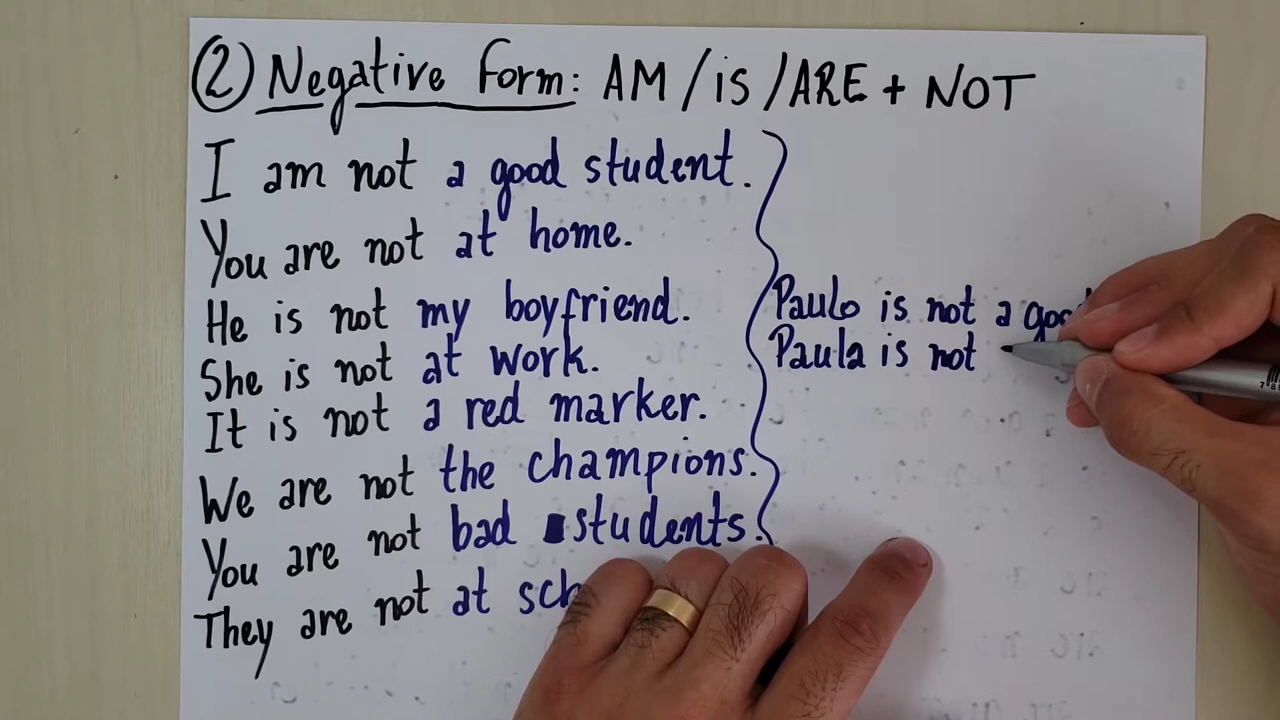 2 Negative form: AM / is / ARE + NOT
I am not a good student.
You are not at home.
He is not my boyfriend.
She is not at work.
It is not a red marker.
We are not the champions.
You are not bad students.
They are not at
Paulo is not a
Paula is not